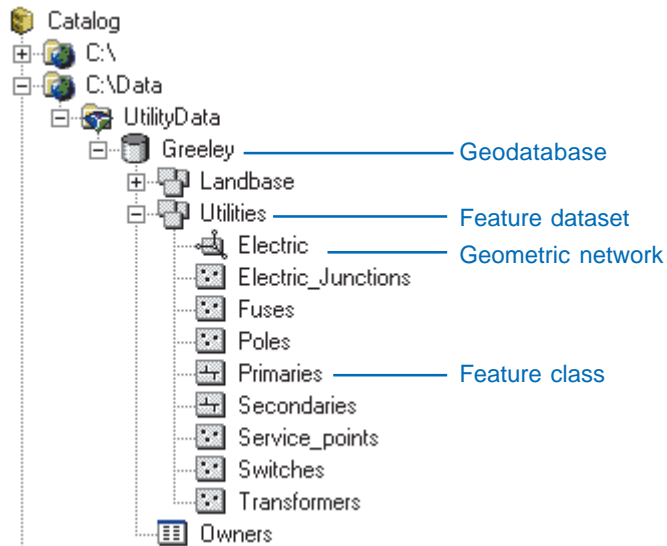 Catalog
C:\
C:\Data
UtilityData
Greeley Geodatabase
Landbase
Utilities Feature dataset
Electric Geometric network
Electric_Junctions
Fuses
Poles
Primaries Feature class
Secondaries
Service_points
Switches
Transformers
Owners